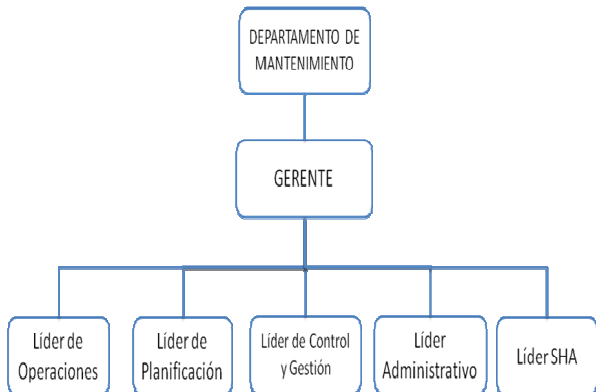 DEPARTAMENTO DE
MANTENIMIENTO
GERENTE
Líder de
Operaciones
Líder de
Planificación
Líder de Control
y Gestión
Líder
Administrativo
Líder SHA